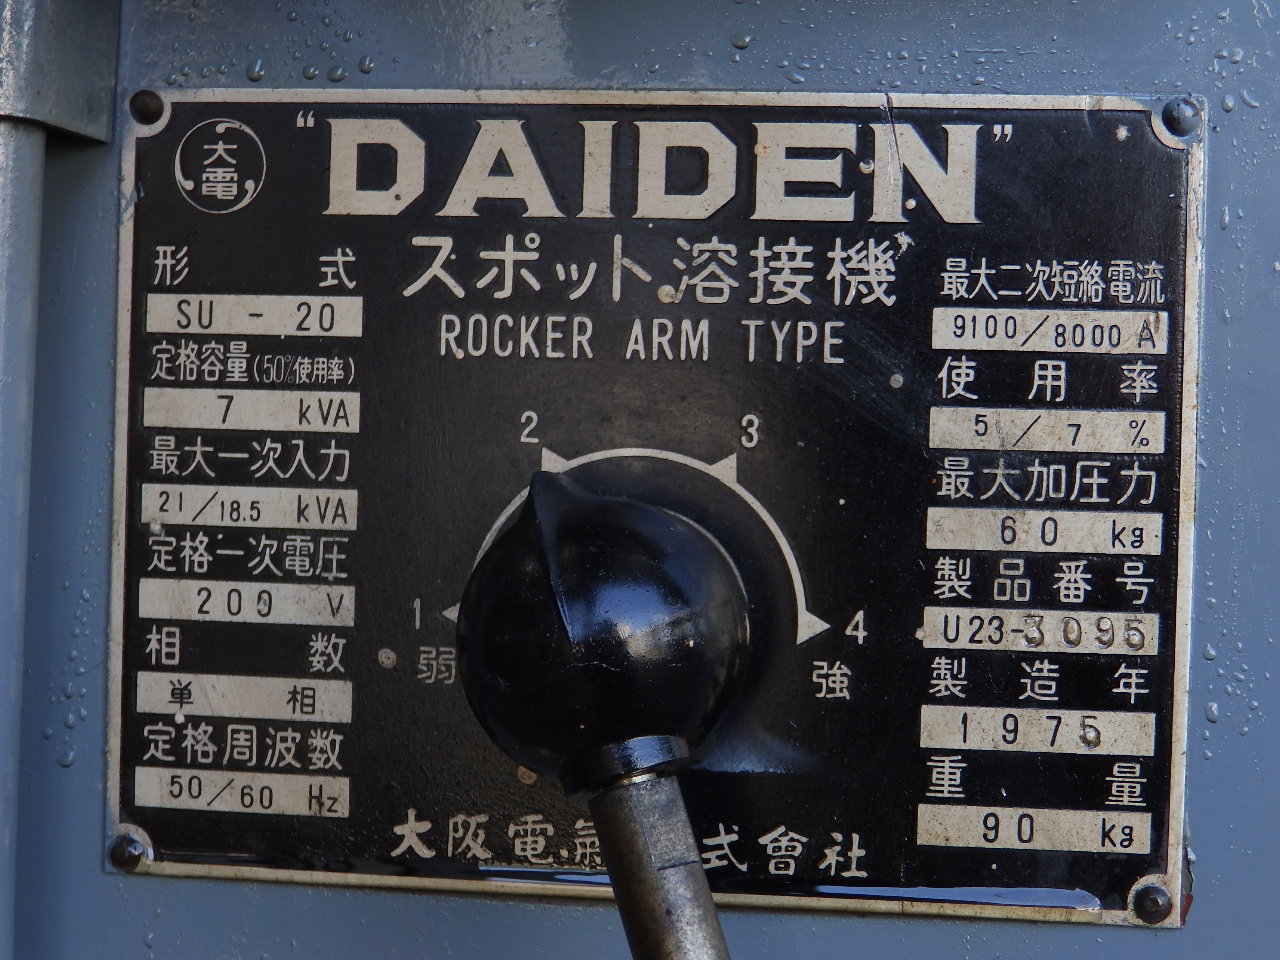 大電
"DAIDEN"
スポット溶接機
ROCKER ARM TYPE
形 式
SU - 20
定格容量(50%使用率)
7 kVA
最大一次入力
21/18.5 kVA
定格一次電圧
200 V
相 数
単 相
定格周波数
50/60 Hz
2
3
1
4
弱
強
最大二次短絡電流
9100/8000 A
使 用 率
5/7 %
最大加圧力
60 kg
製品番号
U23-3095
製 造 年
1975
重 量
90 kg
大阪電氣 式會社